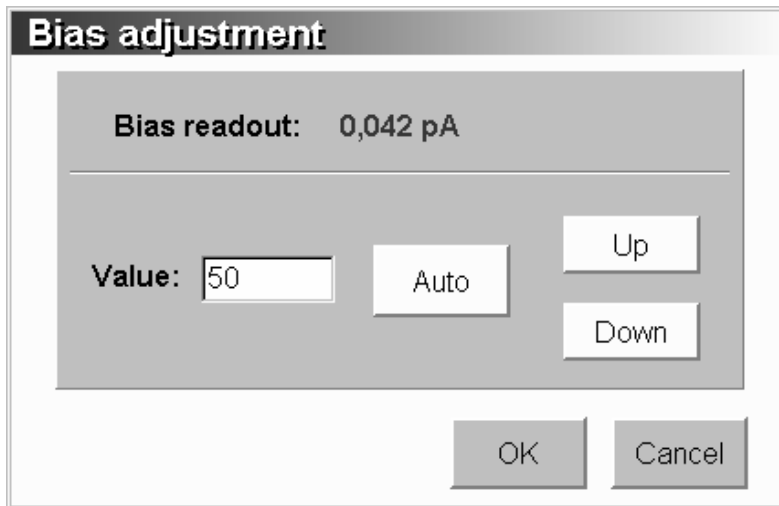 Bias adjustment
Bias readout: 0,042 pA
Value: 50
Auto
Up
Down
OK
Cancel